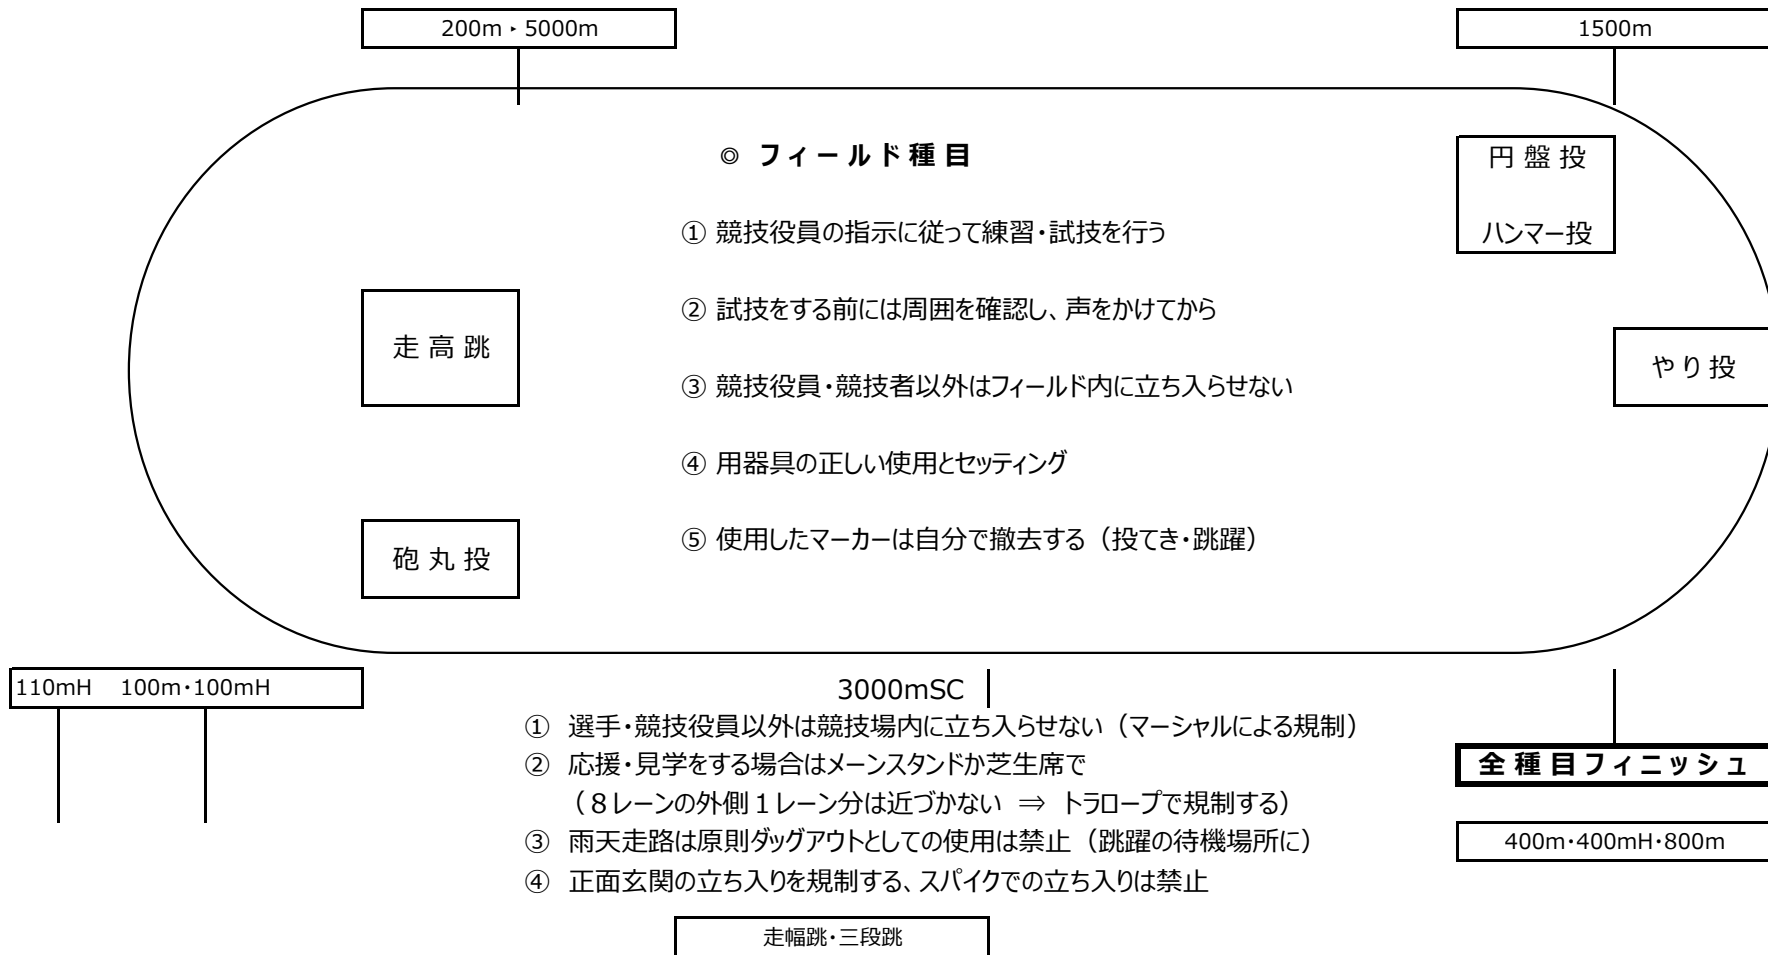 200m・5000m
1500m
◎ フィールド種目
円盤投
ハンマー投
① 競技役員の指示に従って練習・試技を行う
② 試技をする前には周囲を確認し、声をかけてから
走高跳
やり投
③ 競技役員・競技者以外はフィールド内に立ち入らせない
④ 用器具の正しい使用とセッティング
⑤ 使用したマーカーは自分で撤去する（投てき・跳躍）
砲丸投
110mH 100m・100mH
3000mSC
① 選手・競技役員以外は競技場内に立ち入らせない（マーシャルによる規制）
② 応援・見学をする場合はメーンスタンドか芝生席で
（８レーンの外側１レーン分は近づかない ⇒ トラロープで規制する）
全種目フィニッシュ
③ 雨天走路は原則ダッグアウトとしての使用は禁止（跳躍の待機場所に）
400m・400mH・800m
④ 正面玄関の立ち入りを規制する、スパイクでの立ち入りは禁止
走幅跳・三段跳